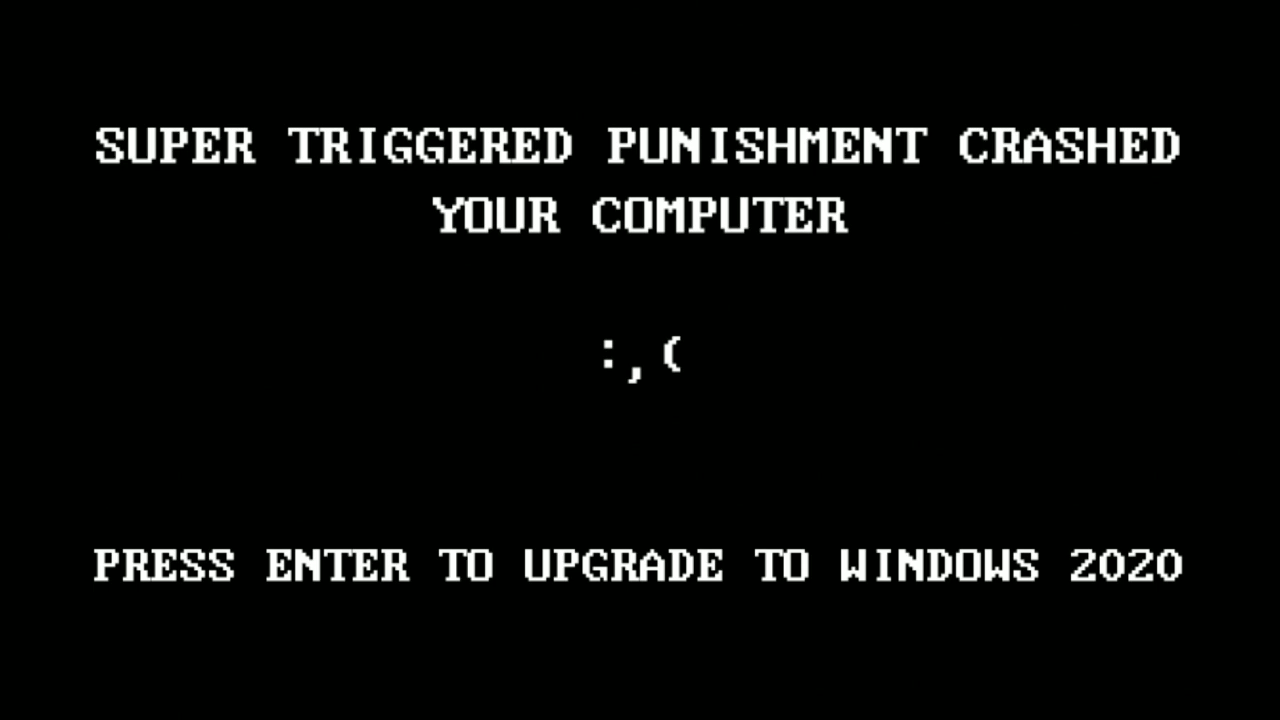 SUPER TRIGGERED PUNISHMENT CRASHED
YOUR COMPUTER
:,(
PRESS ENTER TO UPGRADE TO WINDOWS 2020